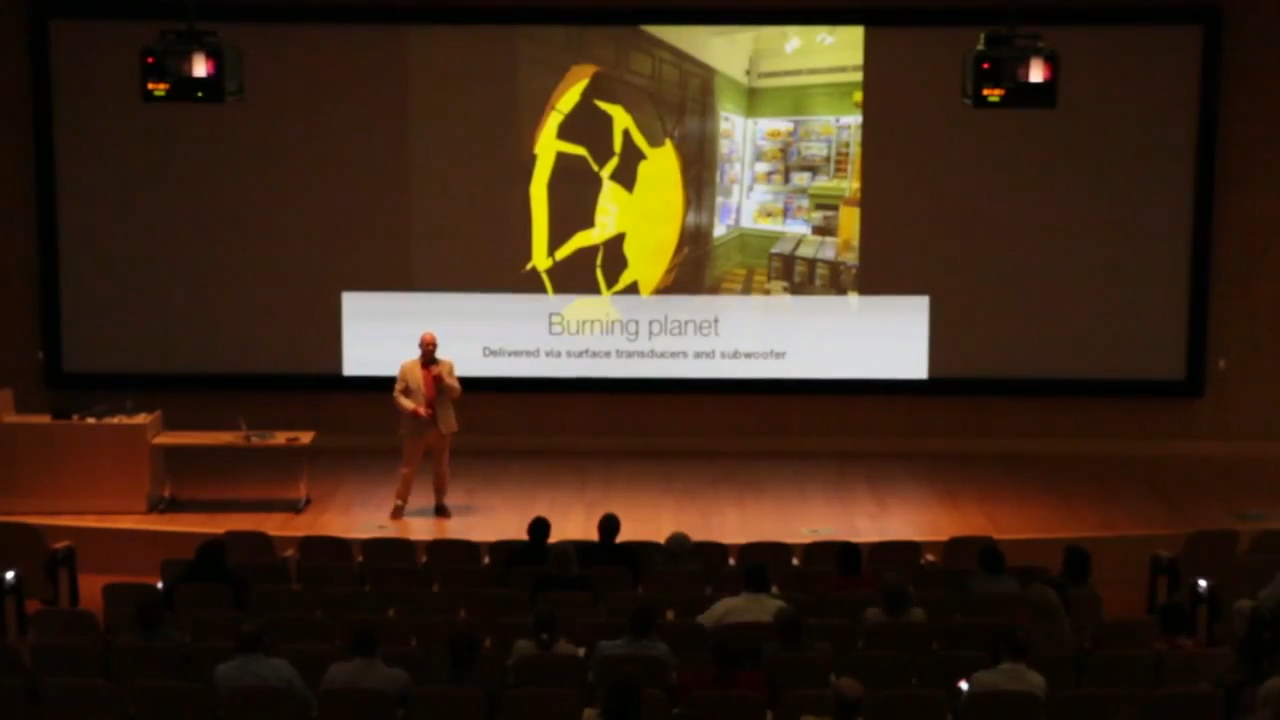 Burning planet
Delivered via surface transducers and subwoofer